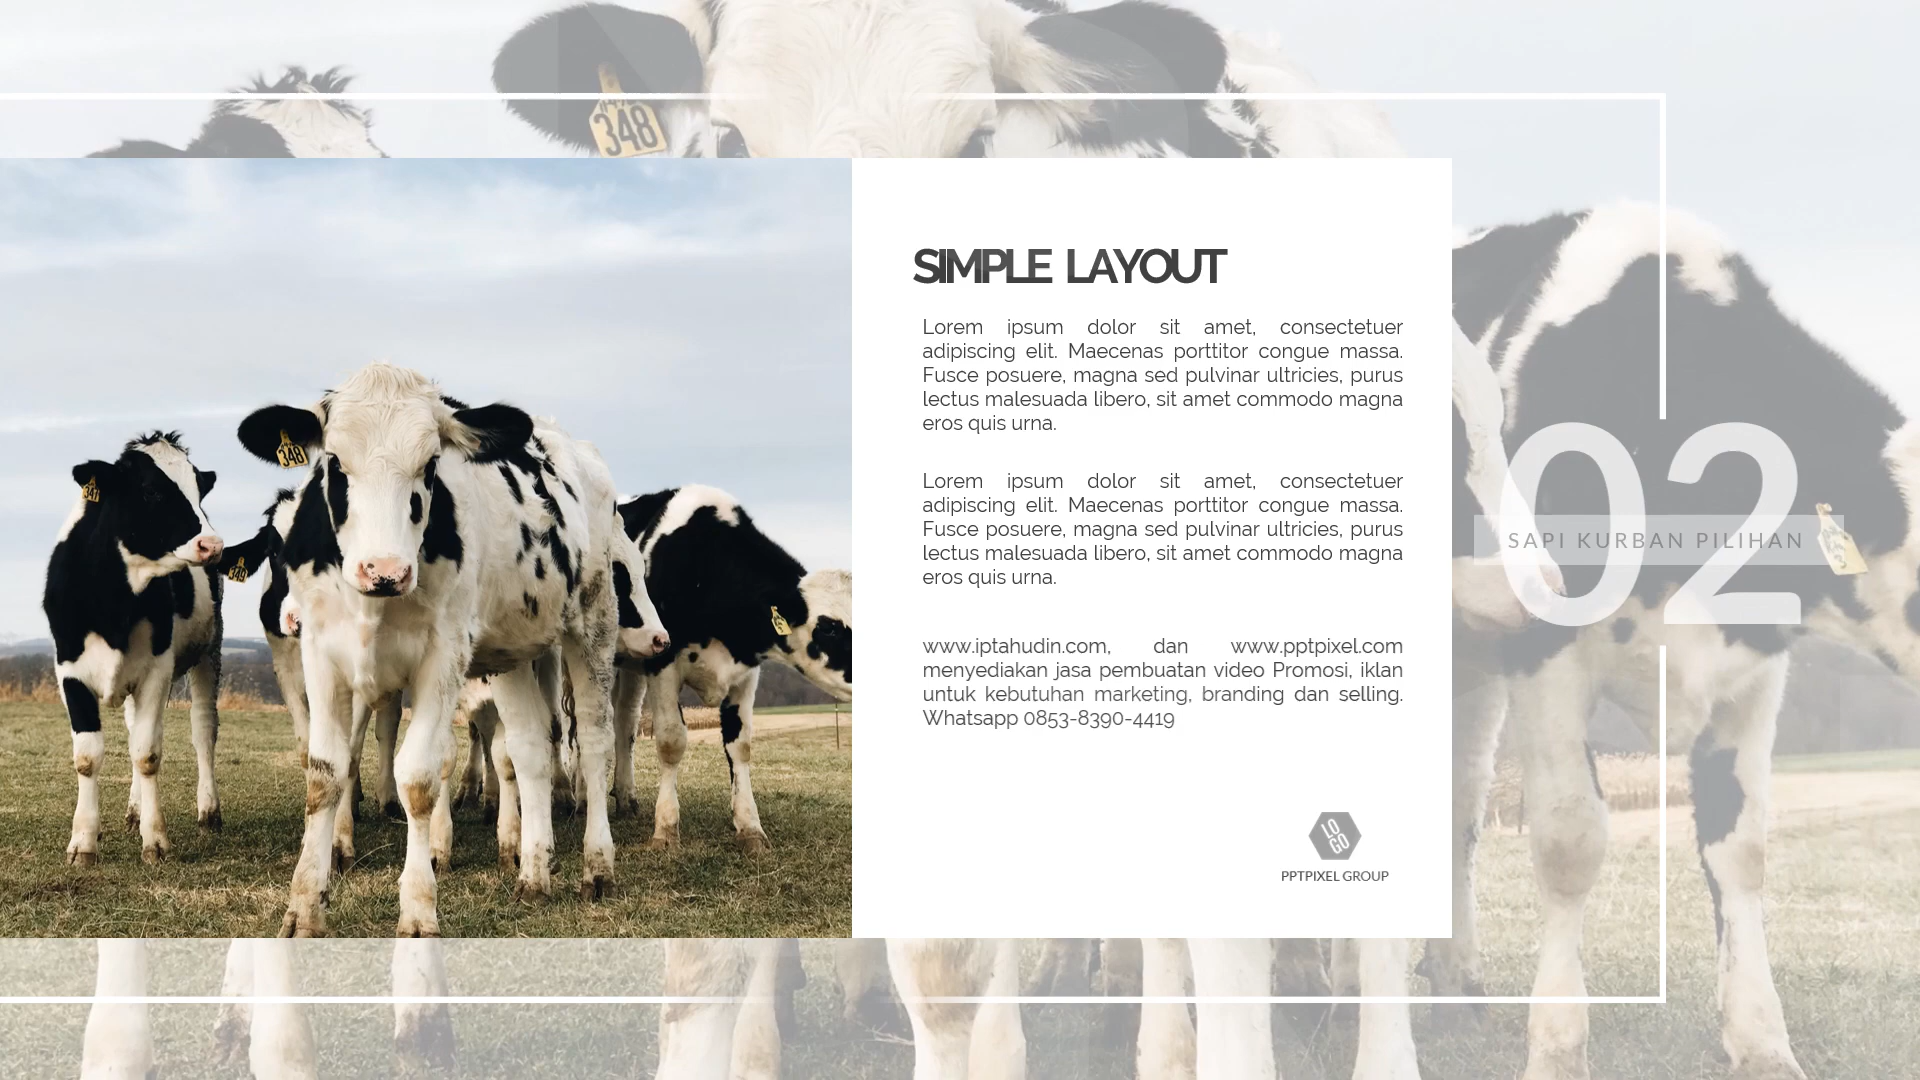 348
SIMPLE LAYOUT
Lorem ipsum dolor sit amet, consectetuer
adipiscing elit. Maecenas porttitor congue massa.
Fusce posuere, magna sed pulvinar ultricies, purus
lectus malesuada libero, sit amet commodo magna
eros quis urna.
Lorem ipsum dolor sit amet, consectetuer
adipiscing elit. Maecenas porttitor congue massa.
Fusce posuere, magna sed pulvinar ultricies, purus
lectus malesuada libero, sit amet commodo magna
eros quis urna.
www.iptahudin.com, dan www.pptpixel.com
menyediakan jasa pembuatan video Promosi, iklan
untuk kebutuhan marketing, branding dan selling.
Whatsapp 0853-8390-4419
LO
GO
PPTPIXEL GROUP
02
SAPI KURBAN PILIHAN
348
341
349